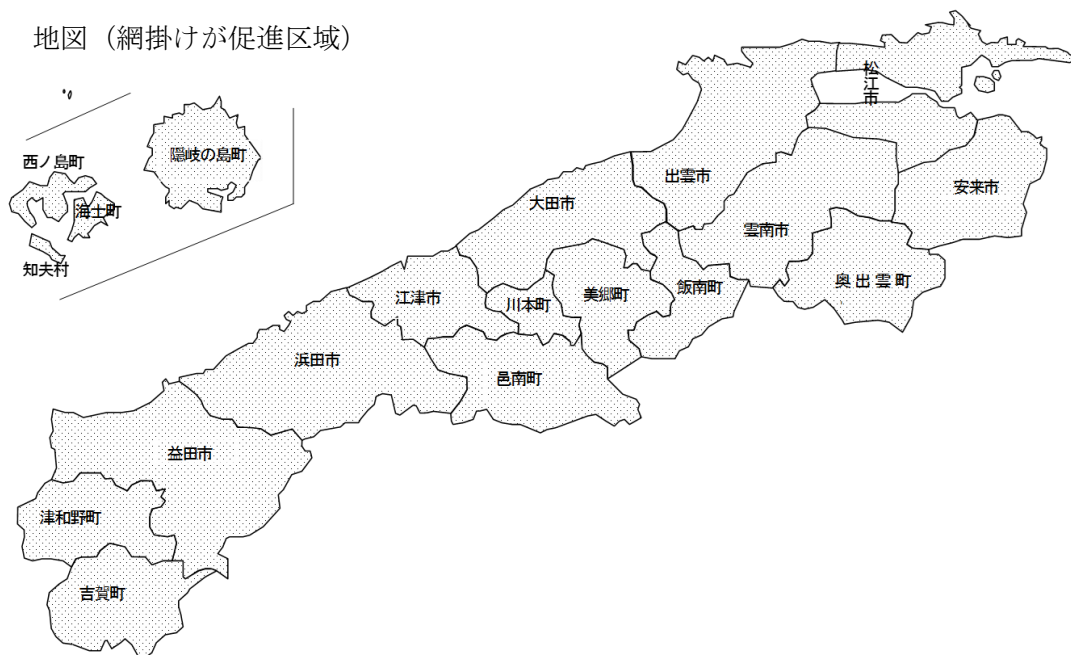 地図（網掛けが促進区域）
松江市
隠岐の島町
西ノ島町
海士町
知夫村
出雲市
安来市
大田市
雲南市
奥出雲町
飯南町
美郷町
川本町
江津市
浜田市
邑南町
益田市
津和野町
吉賀町